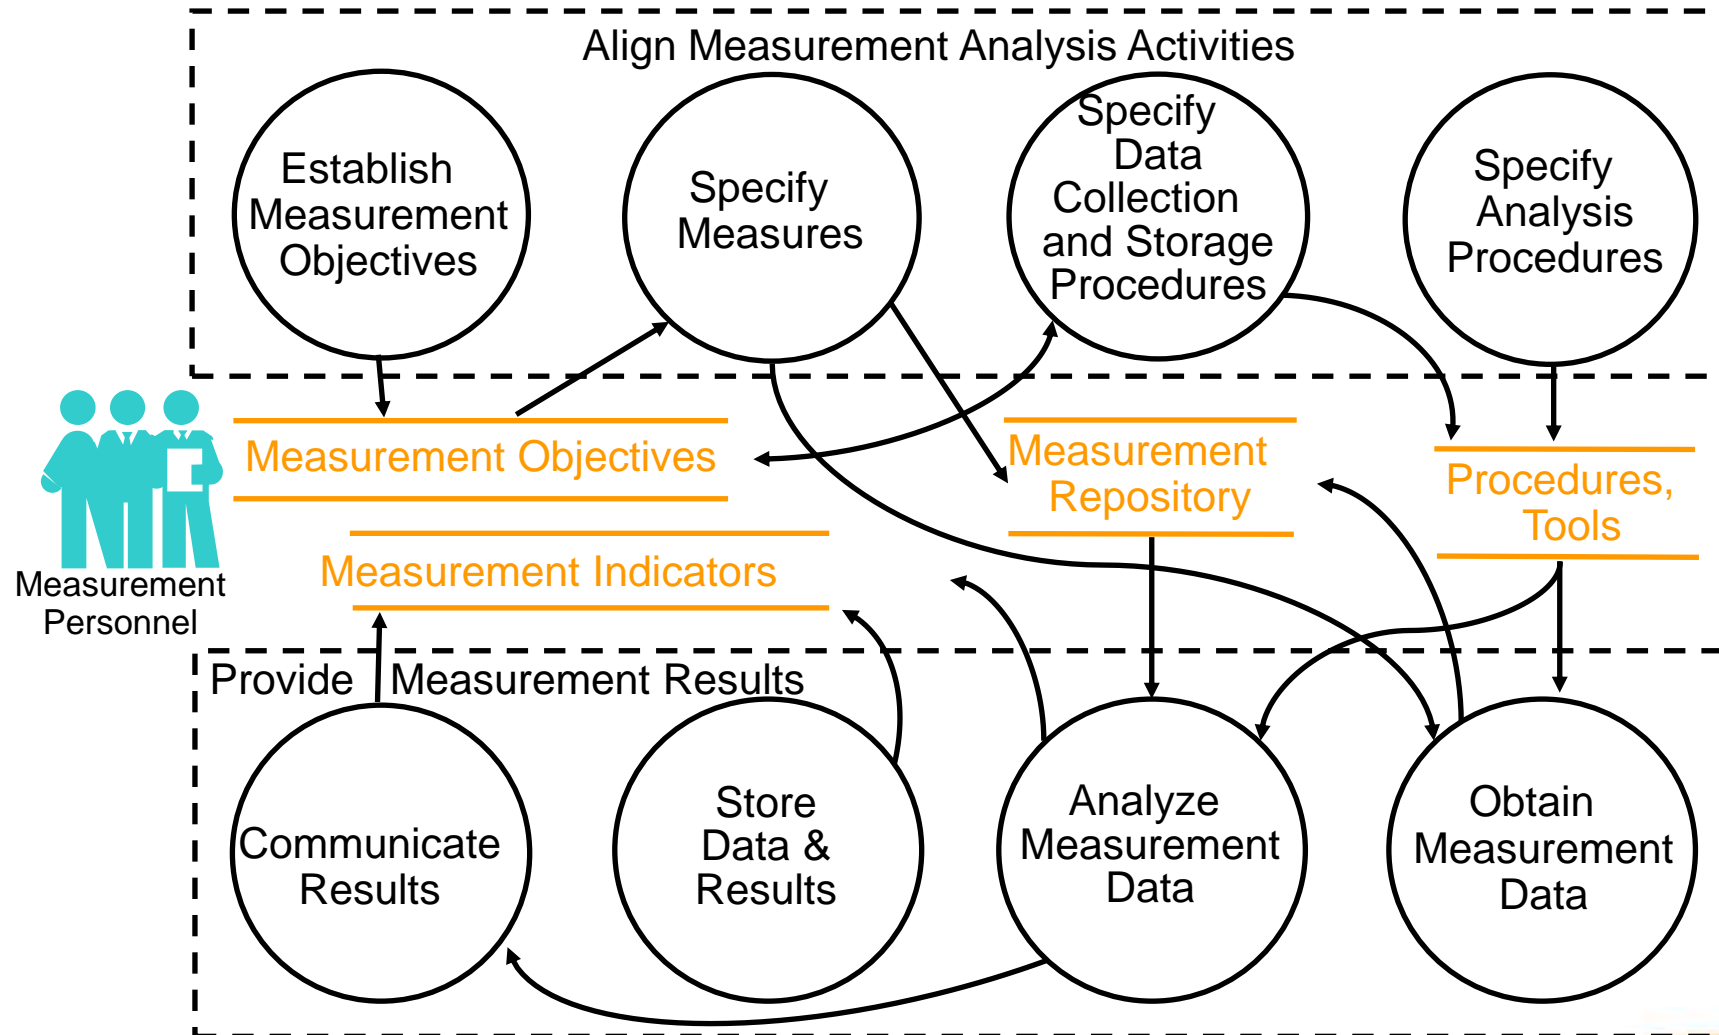 Align Measurement Analysis Activities
Establish
Measurement
Objectives
Specify
Measures
Specify
Data
Collection
and Storage
Procedures
Specify
Analysis
Procedures
Measurement
Personnel
Measurement Objectives
Measurement
Repository
Procedures,
Tools
Measurement Indicators
Provide Measurement Results
Communicate
Results
Store
Data &
Results
Analyze
Measurement
Data
Obtain
Measurement
Data